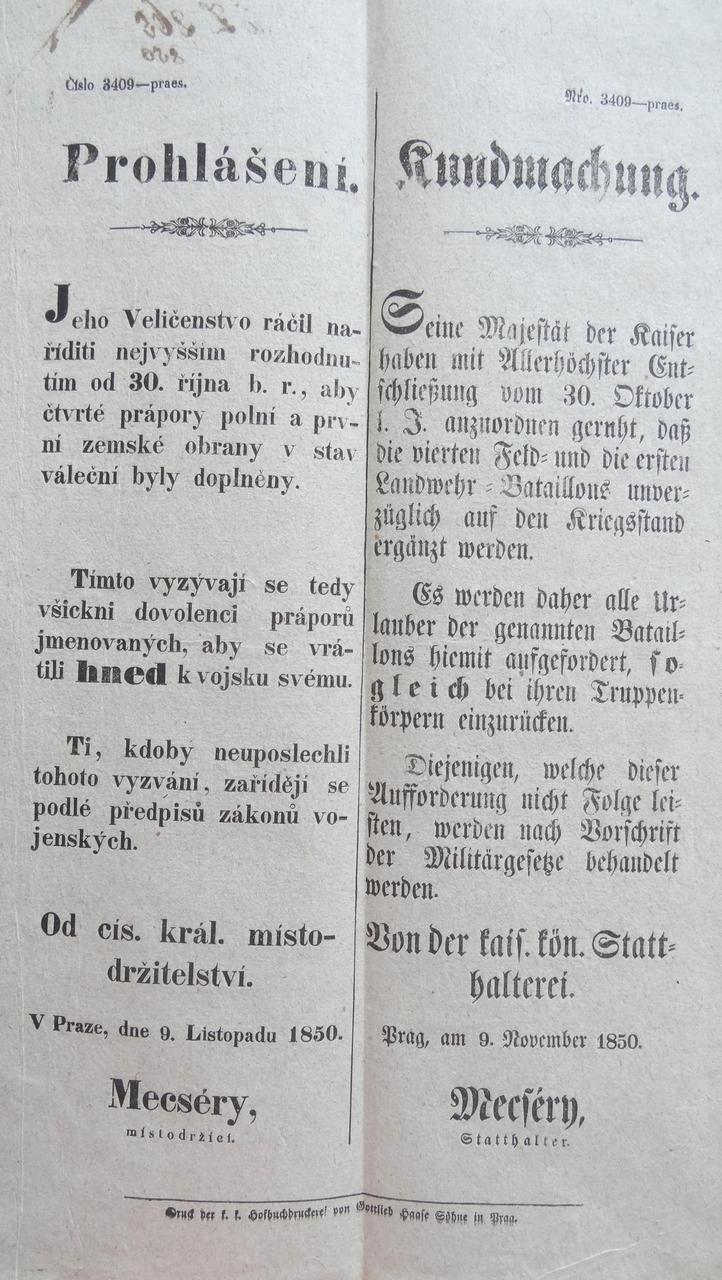 Číslo 3409—praes.
Prohlášení.
Jeho Veličenstvo ráčil na-
říditi nejvyšším rozhodnu-
tím od 30. října b. r., aby
čtvrté prápory polní a prv-
ní zemské obrany v stav
váleční byly doplněny.
Tímto vyzývají se tedy
všickni dovolenci práporů
jmenovaných, aby se vrá-
tili hned k vojsku svému.
Ti, kdoby neuposlechli
tohoto vyzvání, zařídějí se
podlé předpisů zákonů vo-
jenských.
Od cís. král. místo-
držitelství.
V Praze, dne 9. Listopadu 1850.
Mecséry,
místodržící.
Nro. 3409—praes.
Kundmachung.
Seine Majestät der Kaiser
haben mit Allerhöchster Ent-
schließung vom 30. Oktober
l. J. anzuordnen geruht, daß
die vierten Feld- und die ersten
Landwehr-Bataillons unver-
züglich auf den Kriegsstand
ergänzt werden.
Es werden daher alle Ur-
lauber der genannten Batail-
lons hiemit aufgefordert, so-
gleich bei ihren Truppen-
körpern einzurücken.
Diejenigen, welche dieser
Aufforderung nicht Folge lei-
sten, werden nach Vorschrift
der Militärgesetze behandelt
werden.
Von der kais. kön. Statt-
halterei.
Prag, am 9. November 1850.
Mecséry,
Statthalter.
Druck der k. k. Hofbuchdruckerei von Gottlieb Haase Söhne in Prag.